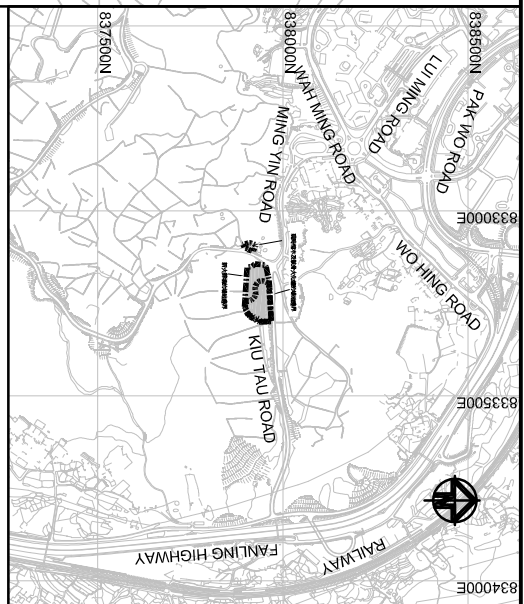 837500N
838000N
838500N
LUI MING ROAD
PAK WO ROAD
WAH MING ROAD
MING YIN ROAD
833000E
WO HING ROAD
KIU TAU ROAD
833500E
N
FANLING HIGHWAY
RAILWAY
834000E